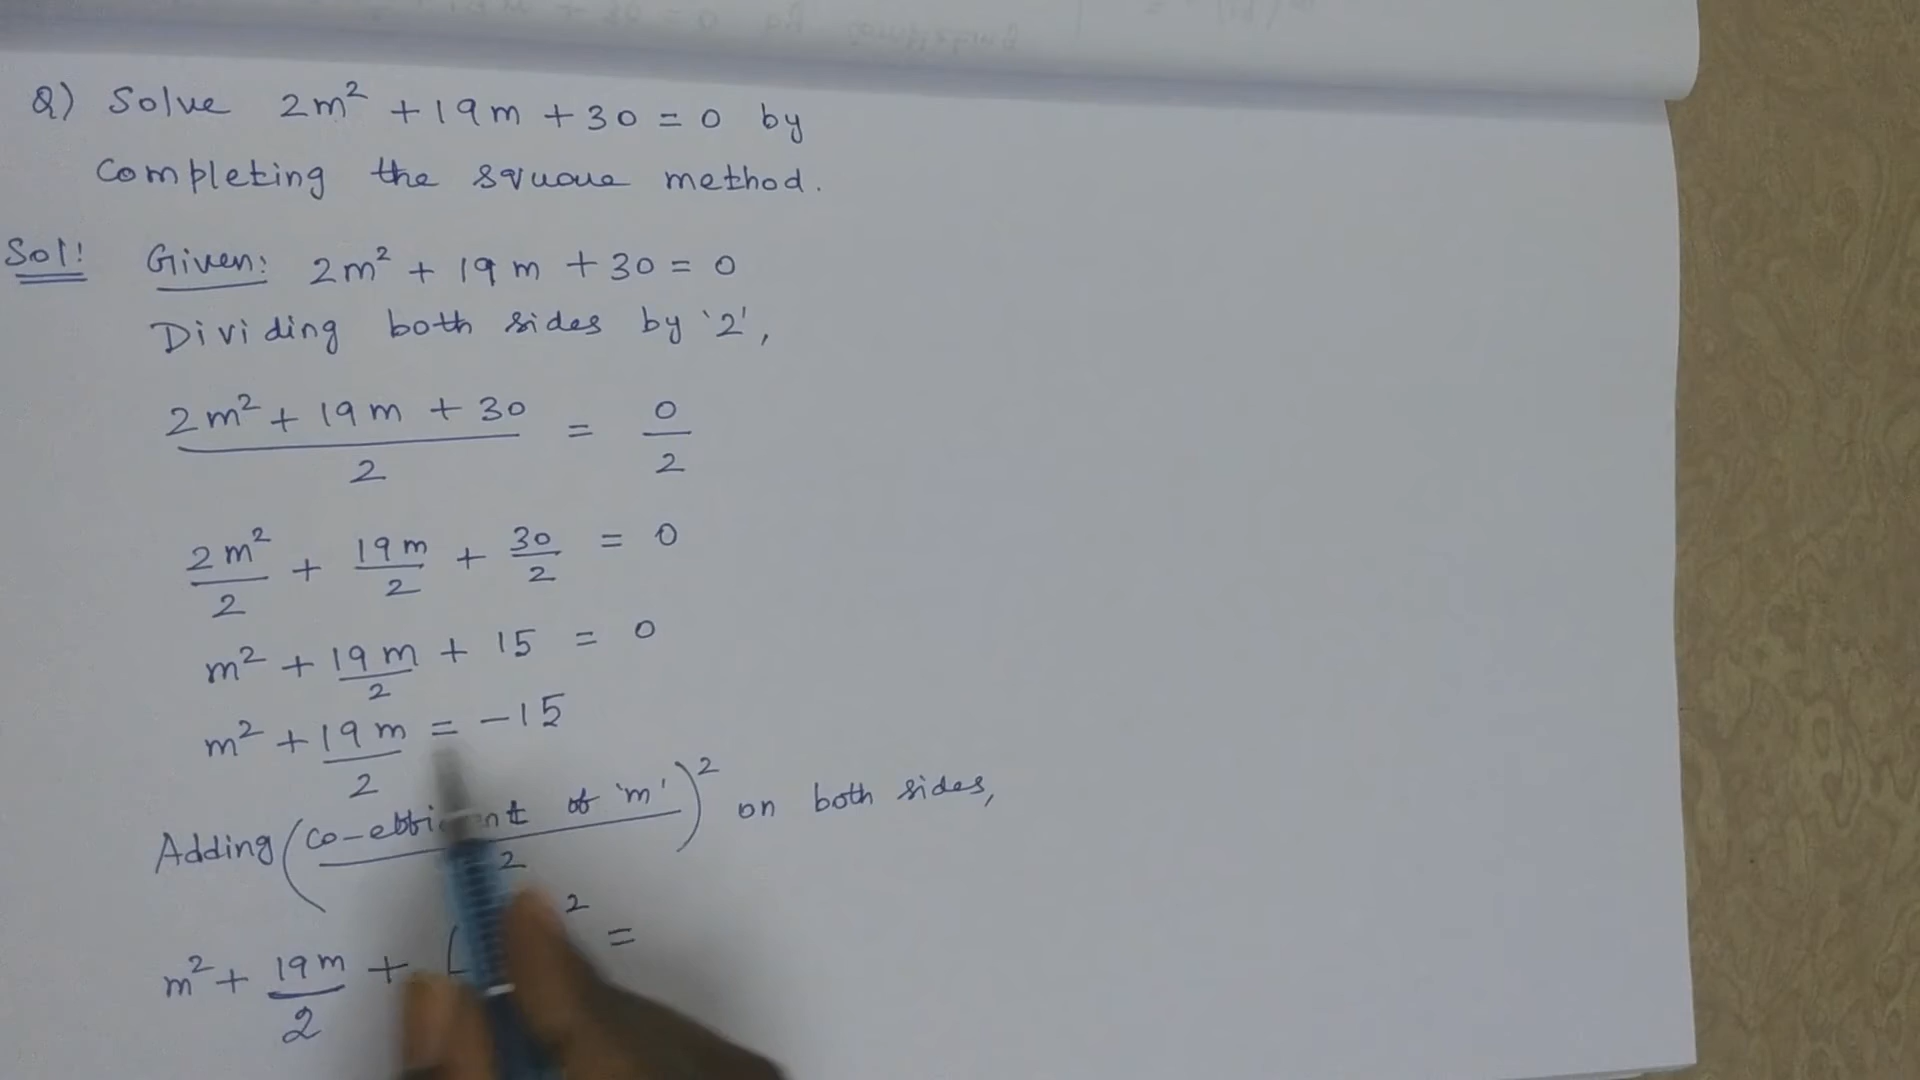 Q) Solve 2m² + 19m + 30 = 0 by
completing the square method.
Sol: Given: 2m² + 19m + 30 = 0
Dividing both sides by '2',
(2m² + 19m + 30)/2 = 0/2
2m²/2 + 19m/2 + 30/2 = 0
m² + 19m/2 + 15 = 0
m² + 19m/2 = -15
Adding (co-efficient of 'm'/2)² on both sides,
m² + 19m/2 + ( ² =